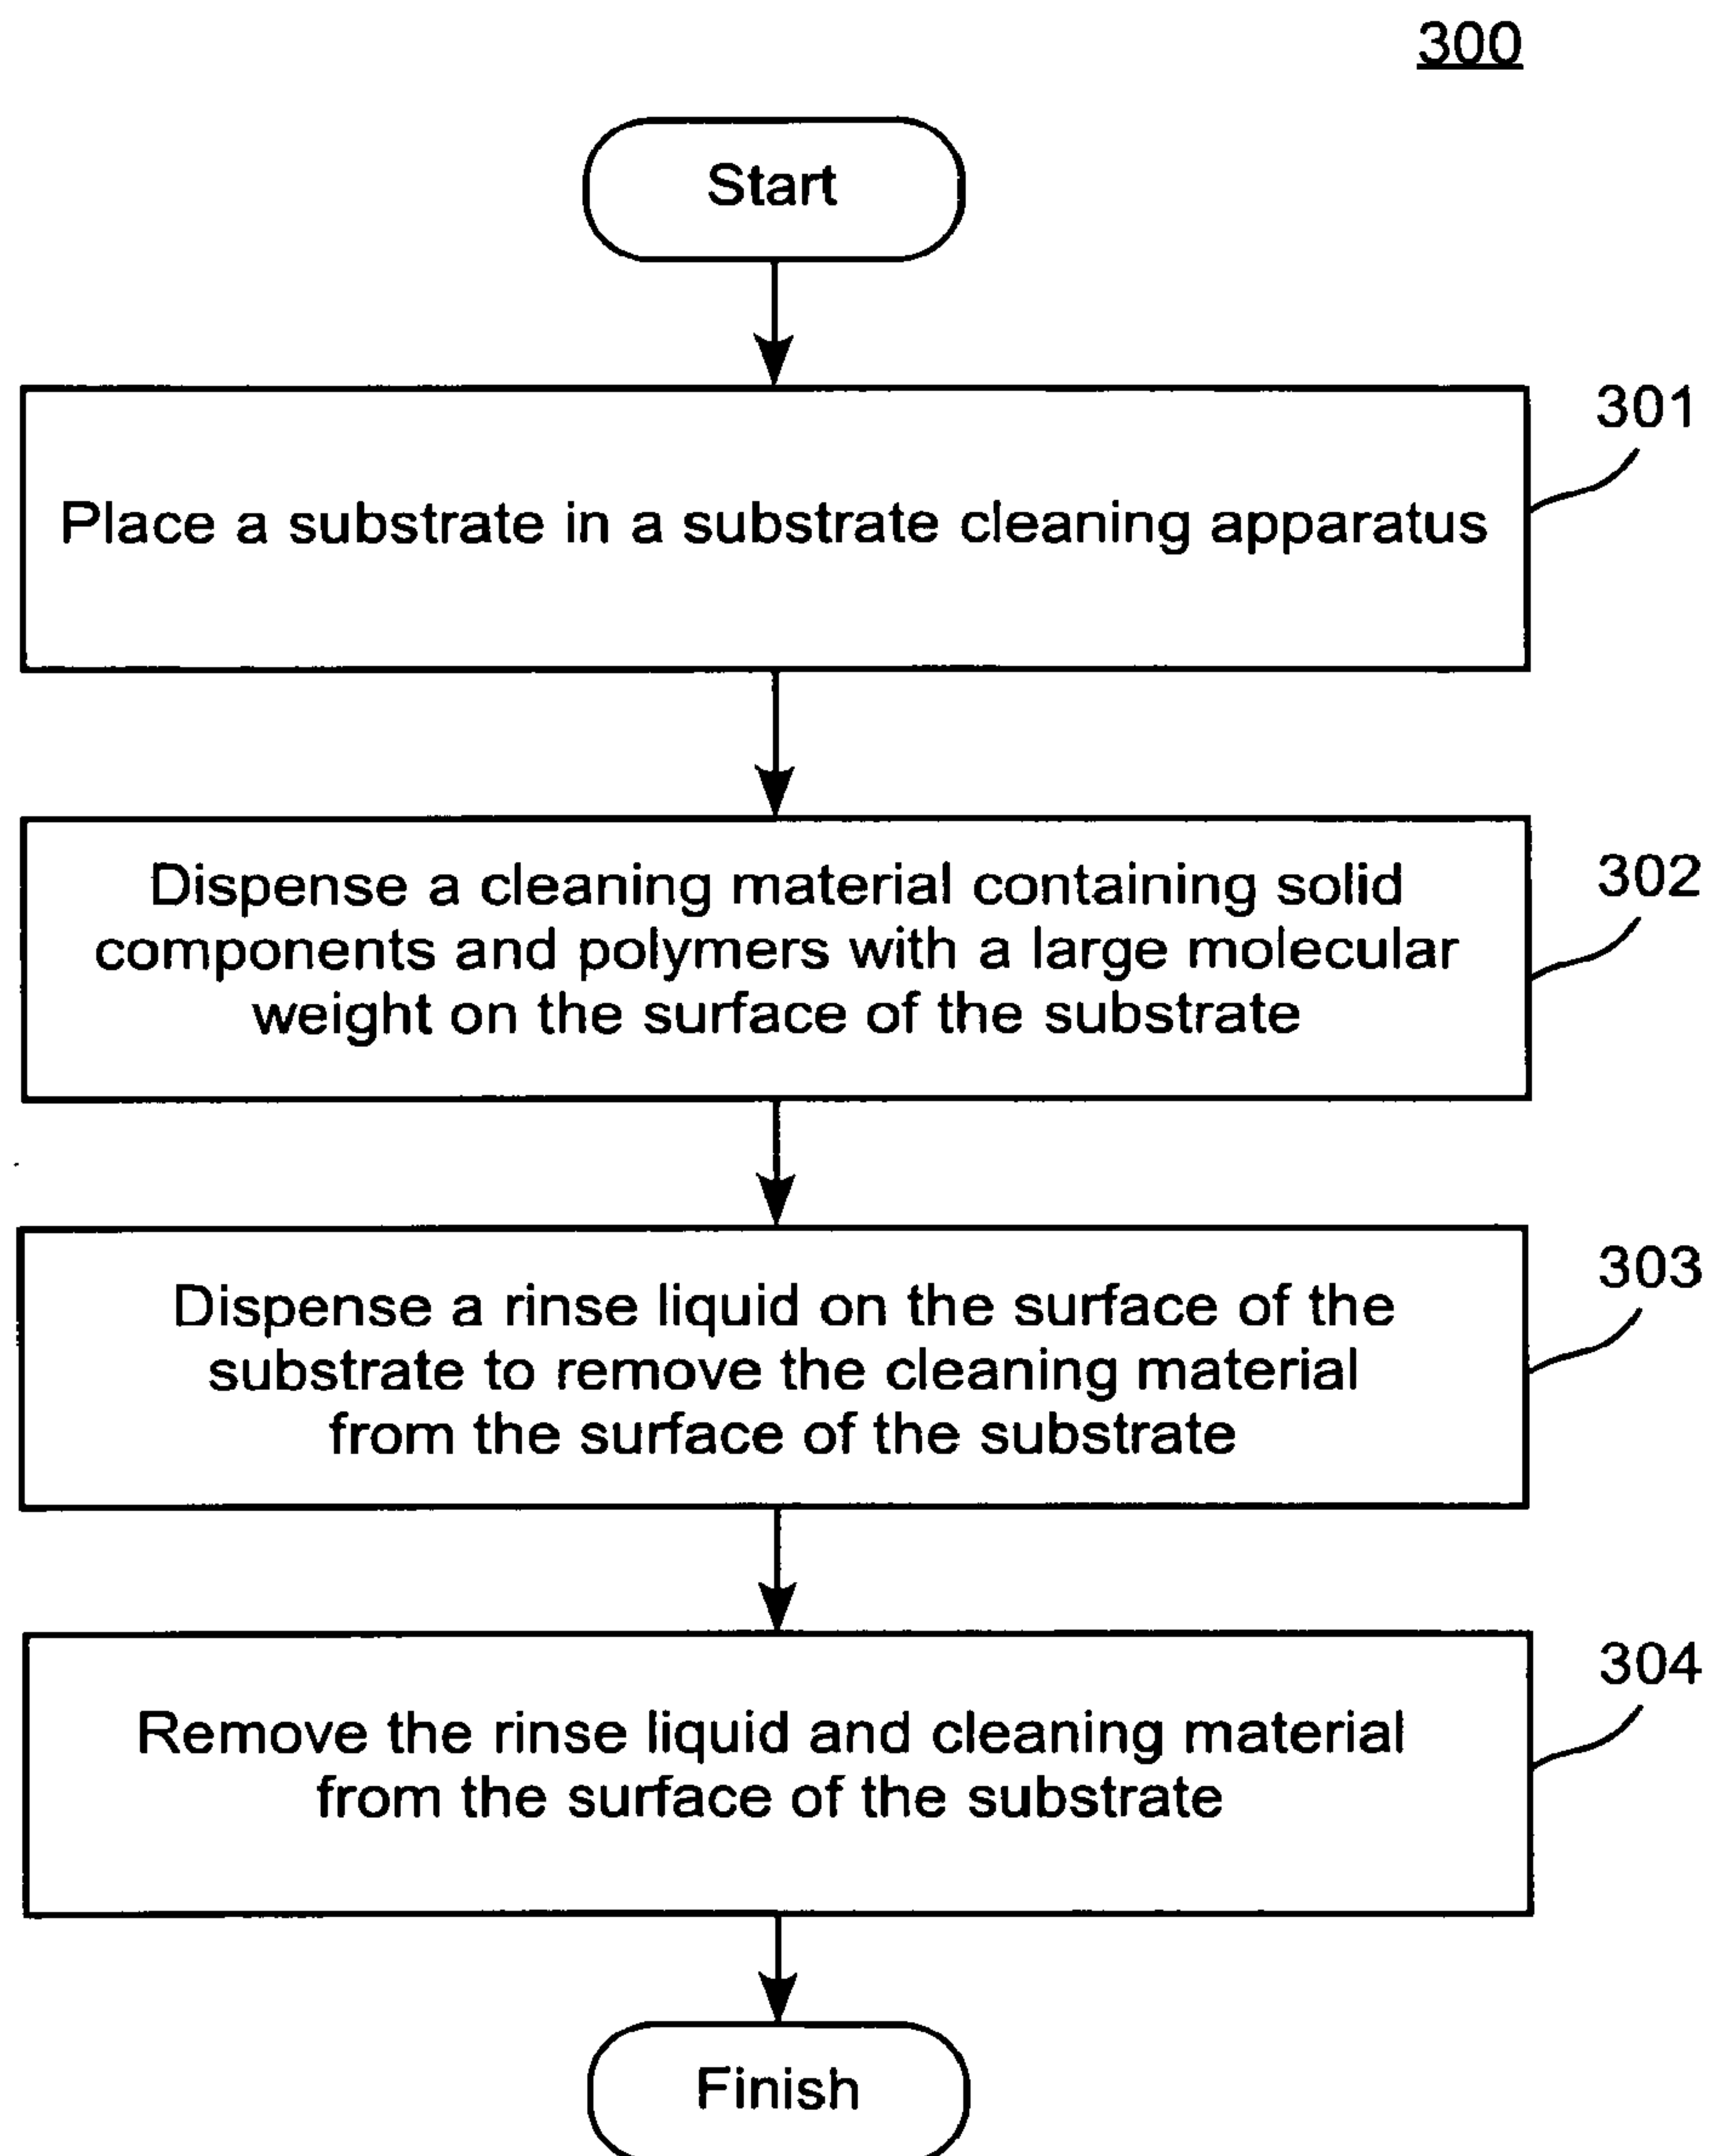 300
Start
301
Place a substrate in a substrate cleaning apparatus
302
Dispense a cleaning material containing solid
components and polymers with a large molecular
weight on the surface of the substrate
303
Dispense a rinse liquid on the surface of the
substrate to remove the cleaning material
from the surface of the substrate
304
Remove the rinse liquid and cleaning material
from the surface of the substrate
Finish